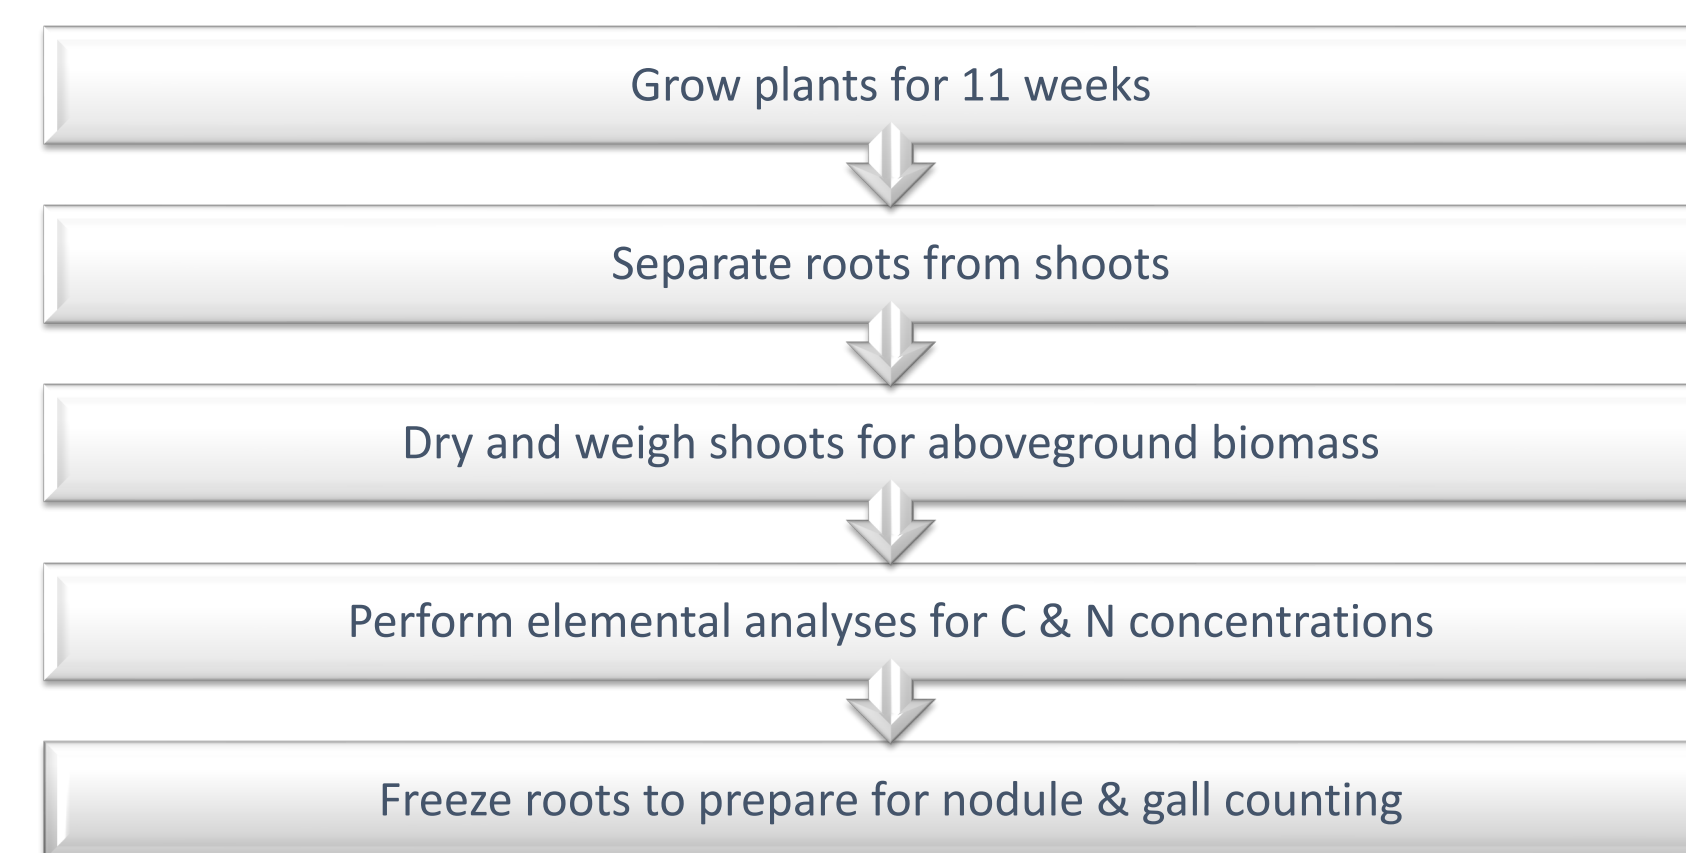 Grow plants for 11 weeks
Separate roots from shoots
Dry and weigh shoots for aboveground biomass
Perform elemental analyses for C & N concentrations
Freeze roots to prepare for nodule & gall counting